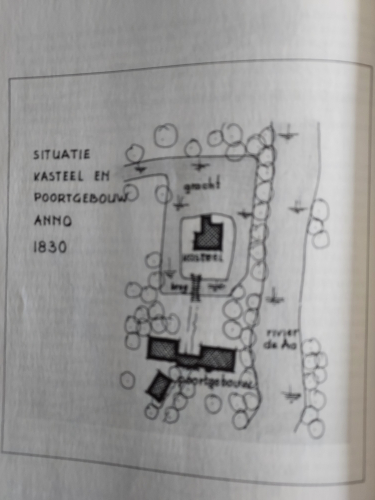 SITUATIE
KASTEEL EN
POORTGEBOUW
ANNO
1830
gracht
kasteel
brug
rivier
de Aa
poortgebouw